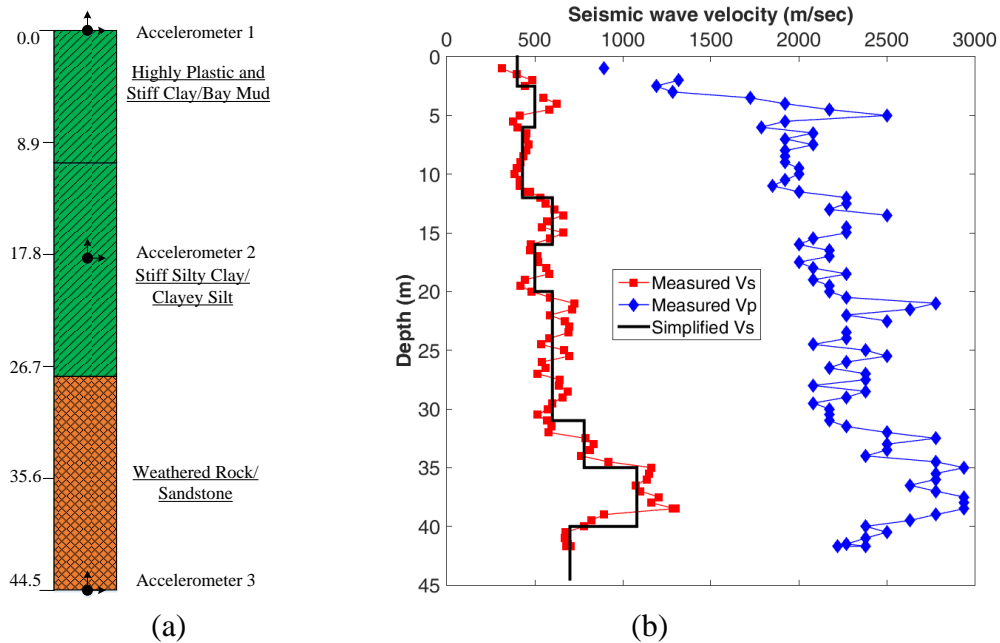 0.0
Accelerometer 1
Highly Plastic and
Stiff Clay/Bay Mud
8.9
17.8
Accelerometer 2
Stiff Silty Clay/
Clayey Silt
26.7
35.6
Weathered Rock/
Sandstone
44.5
Accelerometer 3
(a)
Seismic wave velocity (m/sec)
0 500 1000 1500 2000 2500 3000
Depth (m)
0
5
10
15
20
25
30
35
40
45
Measured Vs
Measured Vp
Simplified Vs
(b)